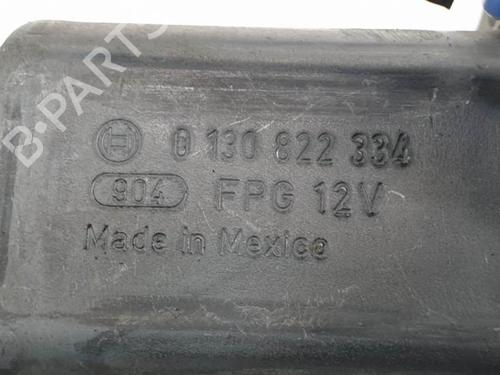 0 130 822 334
904 FPG 12V
Made in Mexico
B-PARTS